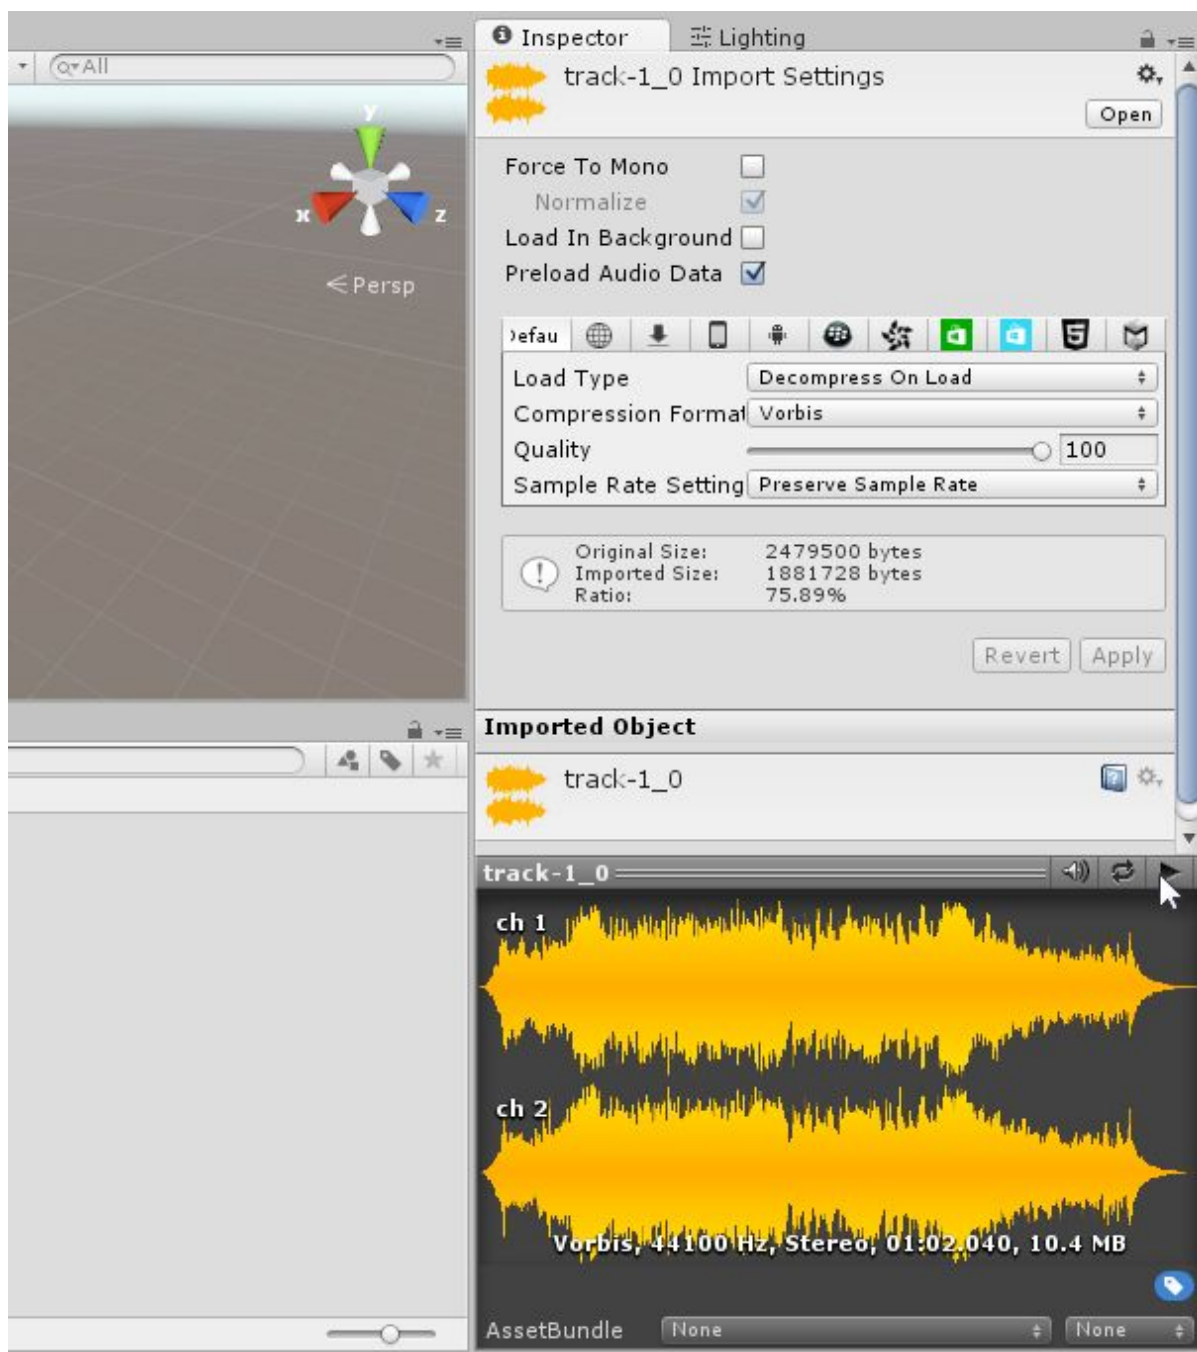 Inspector
Lighting
All
track-1_0 Import Settings
Open
y
x
z
Persp
Force To Mono
Normalize
Load In Background
Preload Audio Data
Defau
Load Type Decompress On Load
Compression Format Vorbis
Quality 100
Sample Rate Setting Preserve Sample Rate
Original Size: 2479500 bytes
Imported Size: 1881728 bytes
Ratio: 75.89%
Revert Apply
Imported Object
track-1_0
track-1_0
ch 1
ch 2
Vorbis, 44100 Hz, Stereo, 01:02.040, 10.4 MB
AssetBundle None None